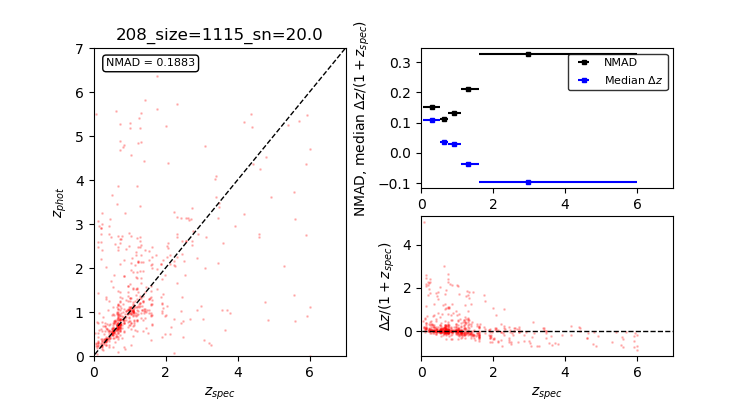 208_size=1115_sn=20.0
NMAD = 0.1883
7
6
5
4
3
2
1
0
z_phot
0 2 4 6
z_spec
NMAD, median Δz/(1 + z_spec)
0.3
0.2
0.1
0.0
−0.1
NMAD
Median Δz
0 2 4 6
Δz/(1 + z_spec)
4
2
0
0 2 4 6
z_spec